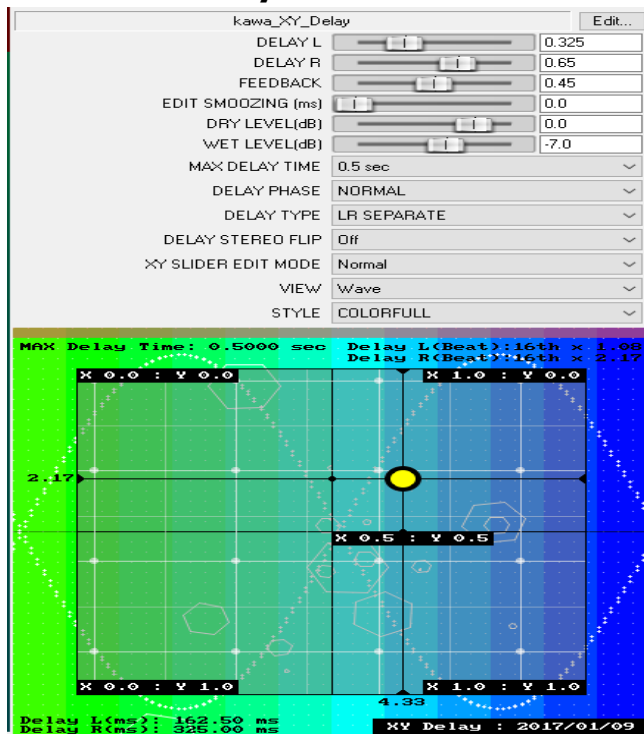 kawa_XY_Delay Edit...
DELAY L 0.325
DELAY R 0.65
FEEDBACK 0.45
EDIT SMOOZING (ms) 0.0
DRY LEVEL(dB) 0.0
WET LEVEL(dB) -7.0
MAX DELAY TIME 0.5 sec
DELAY PHASE NORMAL
DELAY TYPE LR SEPARATE
DELAY STEREO FLIP Off
XY SLIDER EDIT MODE Normal
VIEW Wave
STYLE COLORFULL
MAX Delay Time: 0.5000 sec Delay L(Beat):16th x 1.08
Delay R(Beat):16th x 2.17
X 0.0 : Y 0.0 X 1.0 : Y 0.0
2.17
X 0.5 : Y 0.5
X 0.0 : Y 1.0 X 1.0 : Y 1.0
4.33
Delay L(ms): 162.50 ms
Delay R(ms): 325.00 ms
XY Delay : 2017/01/09